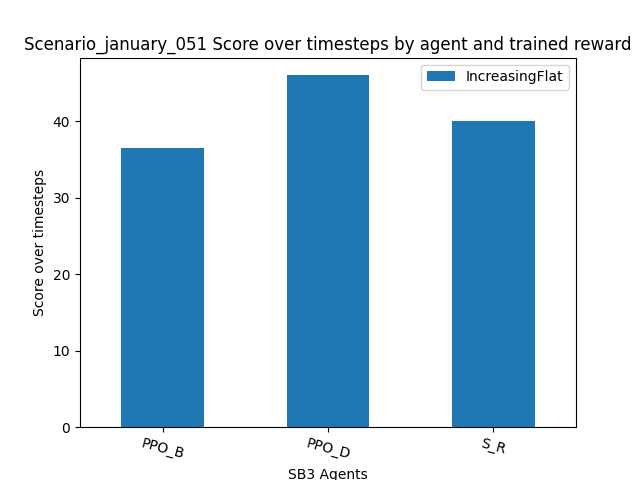 Scenario_january_051 Score over timesteps by agent and trained reward
IncreasingFlat
Score over timesteps
40
30
20
10
0
PPO_B
PPO_D
S_R
SB3 Agents